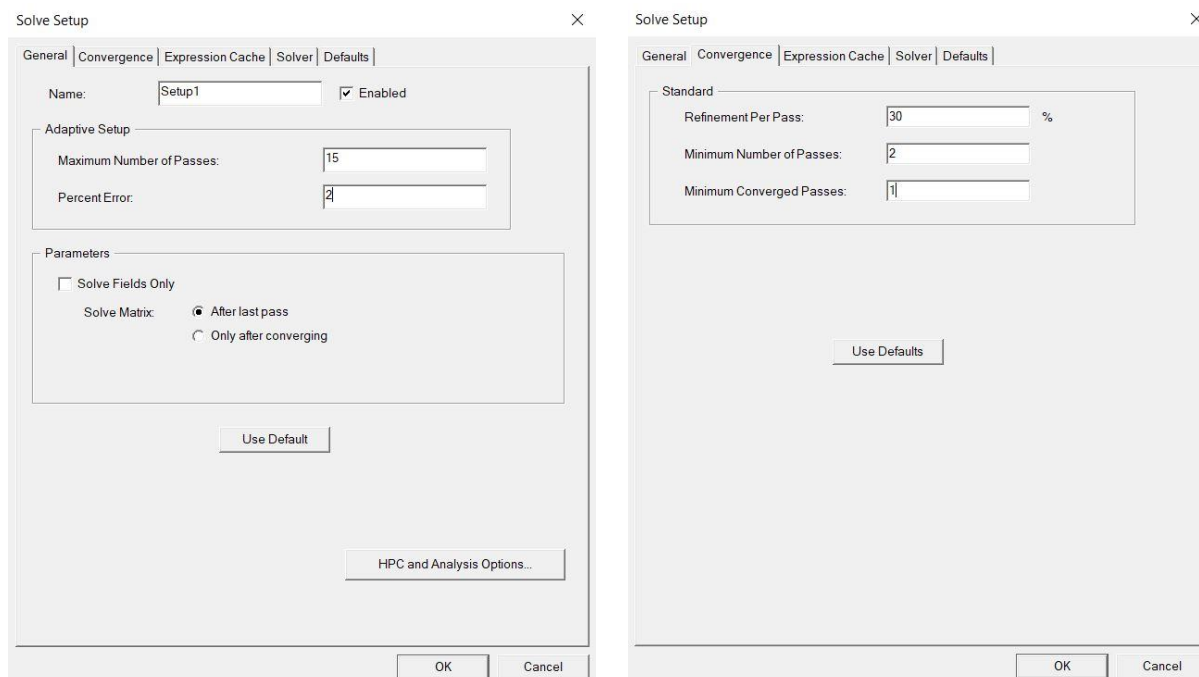 Solve Setup
General Convergence Expression Cache Solver Defaults
Name: Setup1 Enabled
Adaptive Setup
Maximum Number of Passes: 15
Percent Error: 2
Parameters
Solve Fields Only
Solve Matrix: After last pass
Only after converging
Use Default
HPC and Analysis Options...
OK Cancel
Solve Setup
General Convergence Expression Cache Solver Defaults
Standard
Refinement Per Pass: 30 %
Minimum Number of Passes: 2
Minimum Converged Passes: 1
Use Defaults
OK Cancel